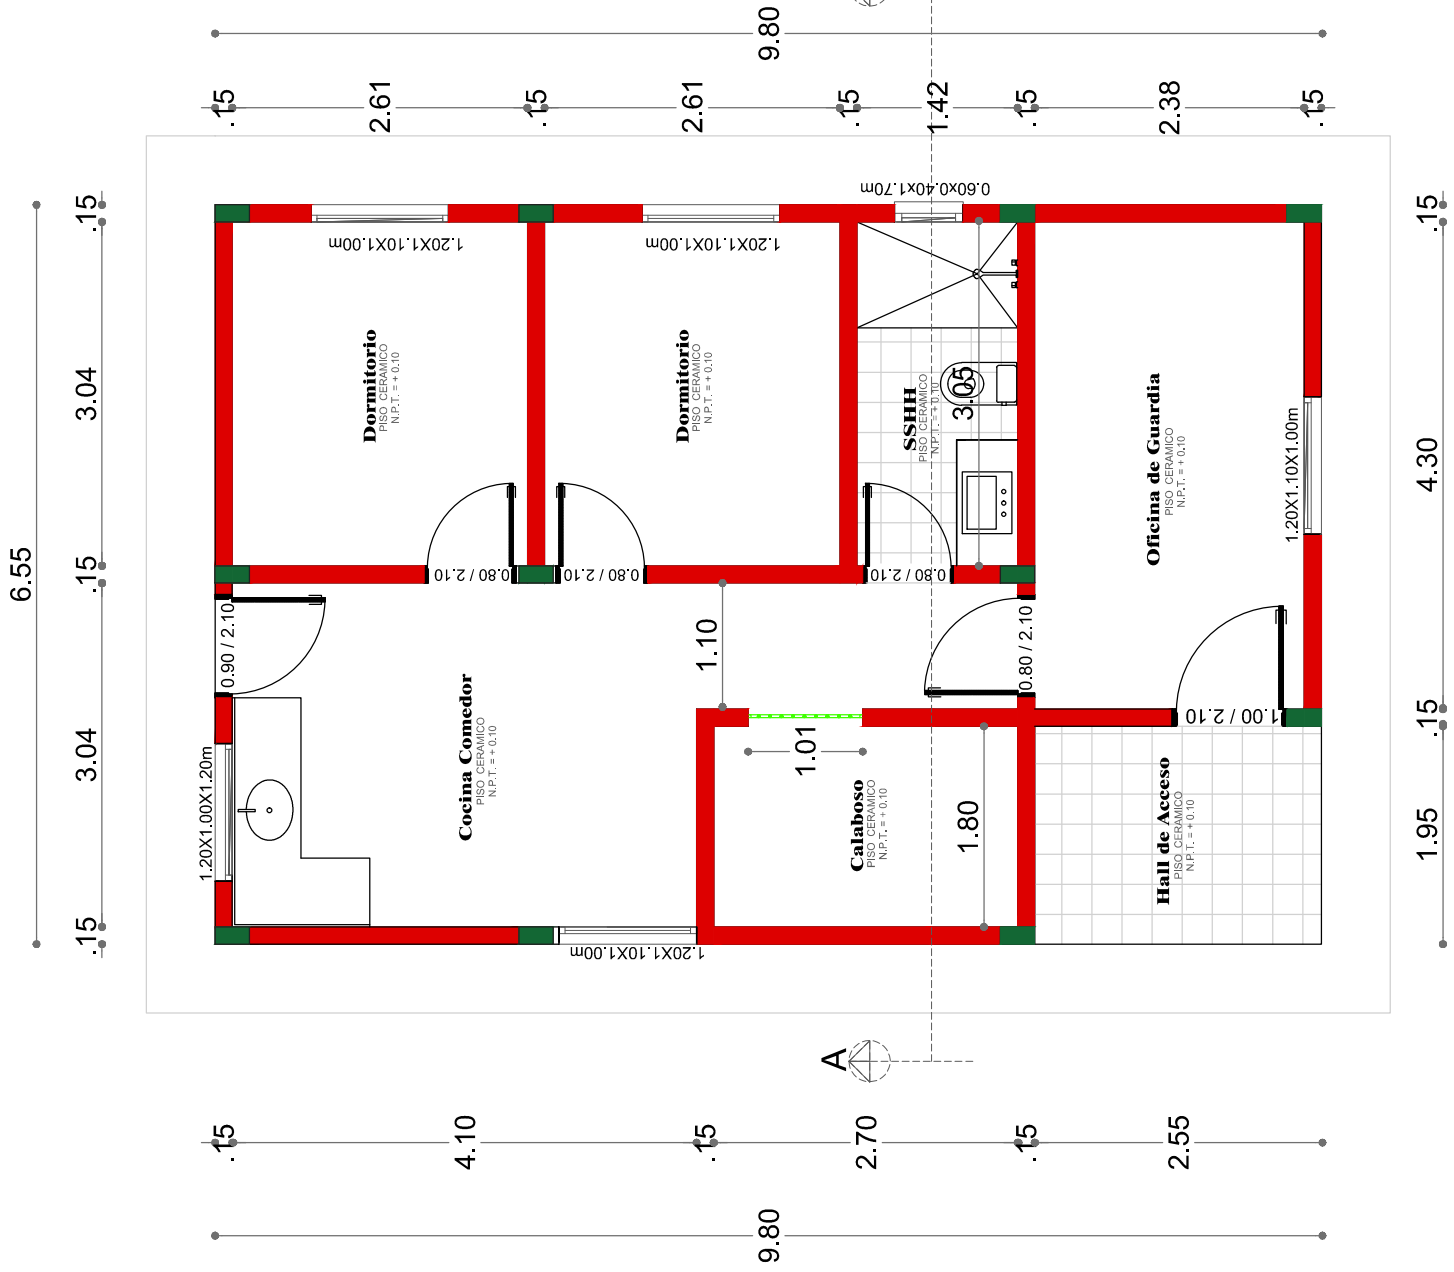 9.80
.15
2.61
.15
2.61
.15
1.42
.15
2.38
.15
6.55
.15
3.04
.15
3.04
.15
.15
4.30
.15
1.95
0.60x0.40x1.70m
1.20X1.10X1.00m
1.20X1.10X1.00m
Dormitorio
PISO CERAMICO
N.P.T. = + 0.10
Dormitorio
PISO CERAMICO
N.P.T. = + 0.10
SSHH
PISO CERAMICO
N.P.T. = + 0.10
3.05
Oficina de Guardia
PISO CERAMICO
N.P.T. = + 0.10
1.20X1.10X1.00m
0.80 / 2.10
0.80 / 2.10
0.80 / 2.10
0.90 / 2.10
1.10
0.80 / 2.10
1.00 / 2.10
1.20X1.00X1.20m
Cocina Comedor
PISO CERAMICO
N.P.T. = + 0.10
1.01
Calaboso
PISO CERAMICO
N.P.T. = + 0.10
1.80
Hall de Acceso
PISO CERAMICO
N.P.T. = + 0.10
1.20X1.10X1.00m
A
.15
4.10
.15
2.70
.15
2.55
9.80